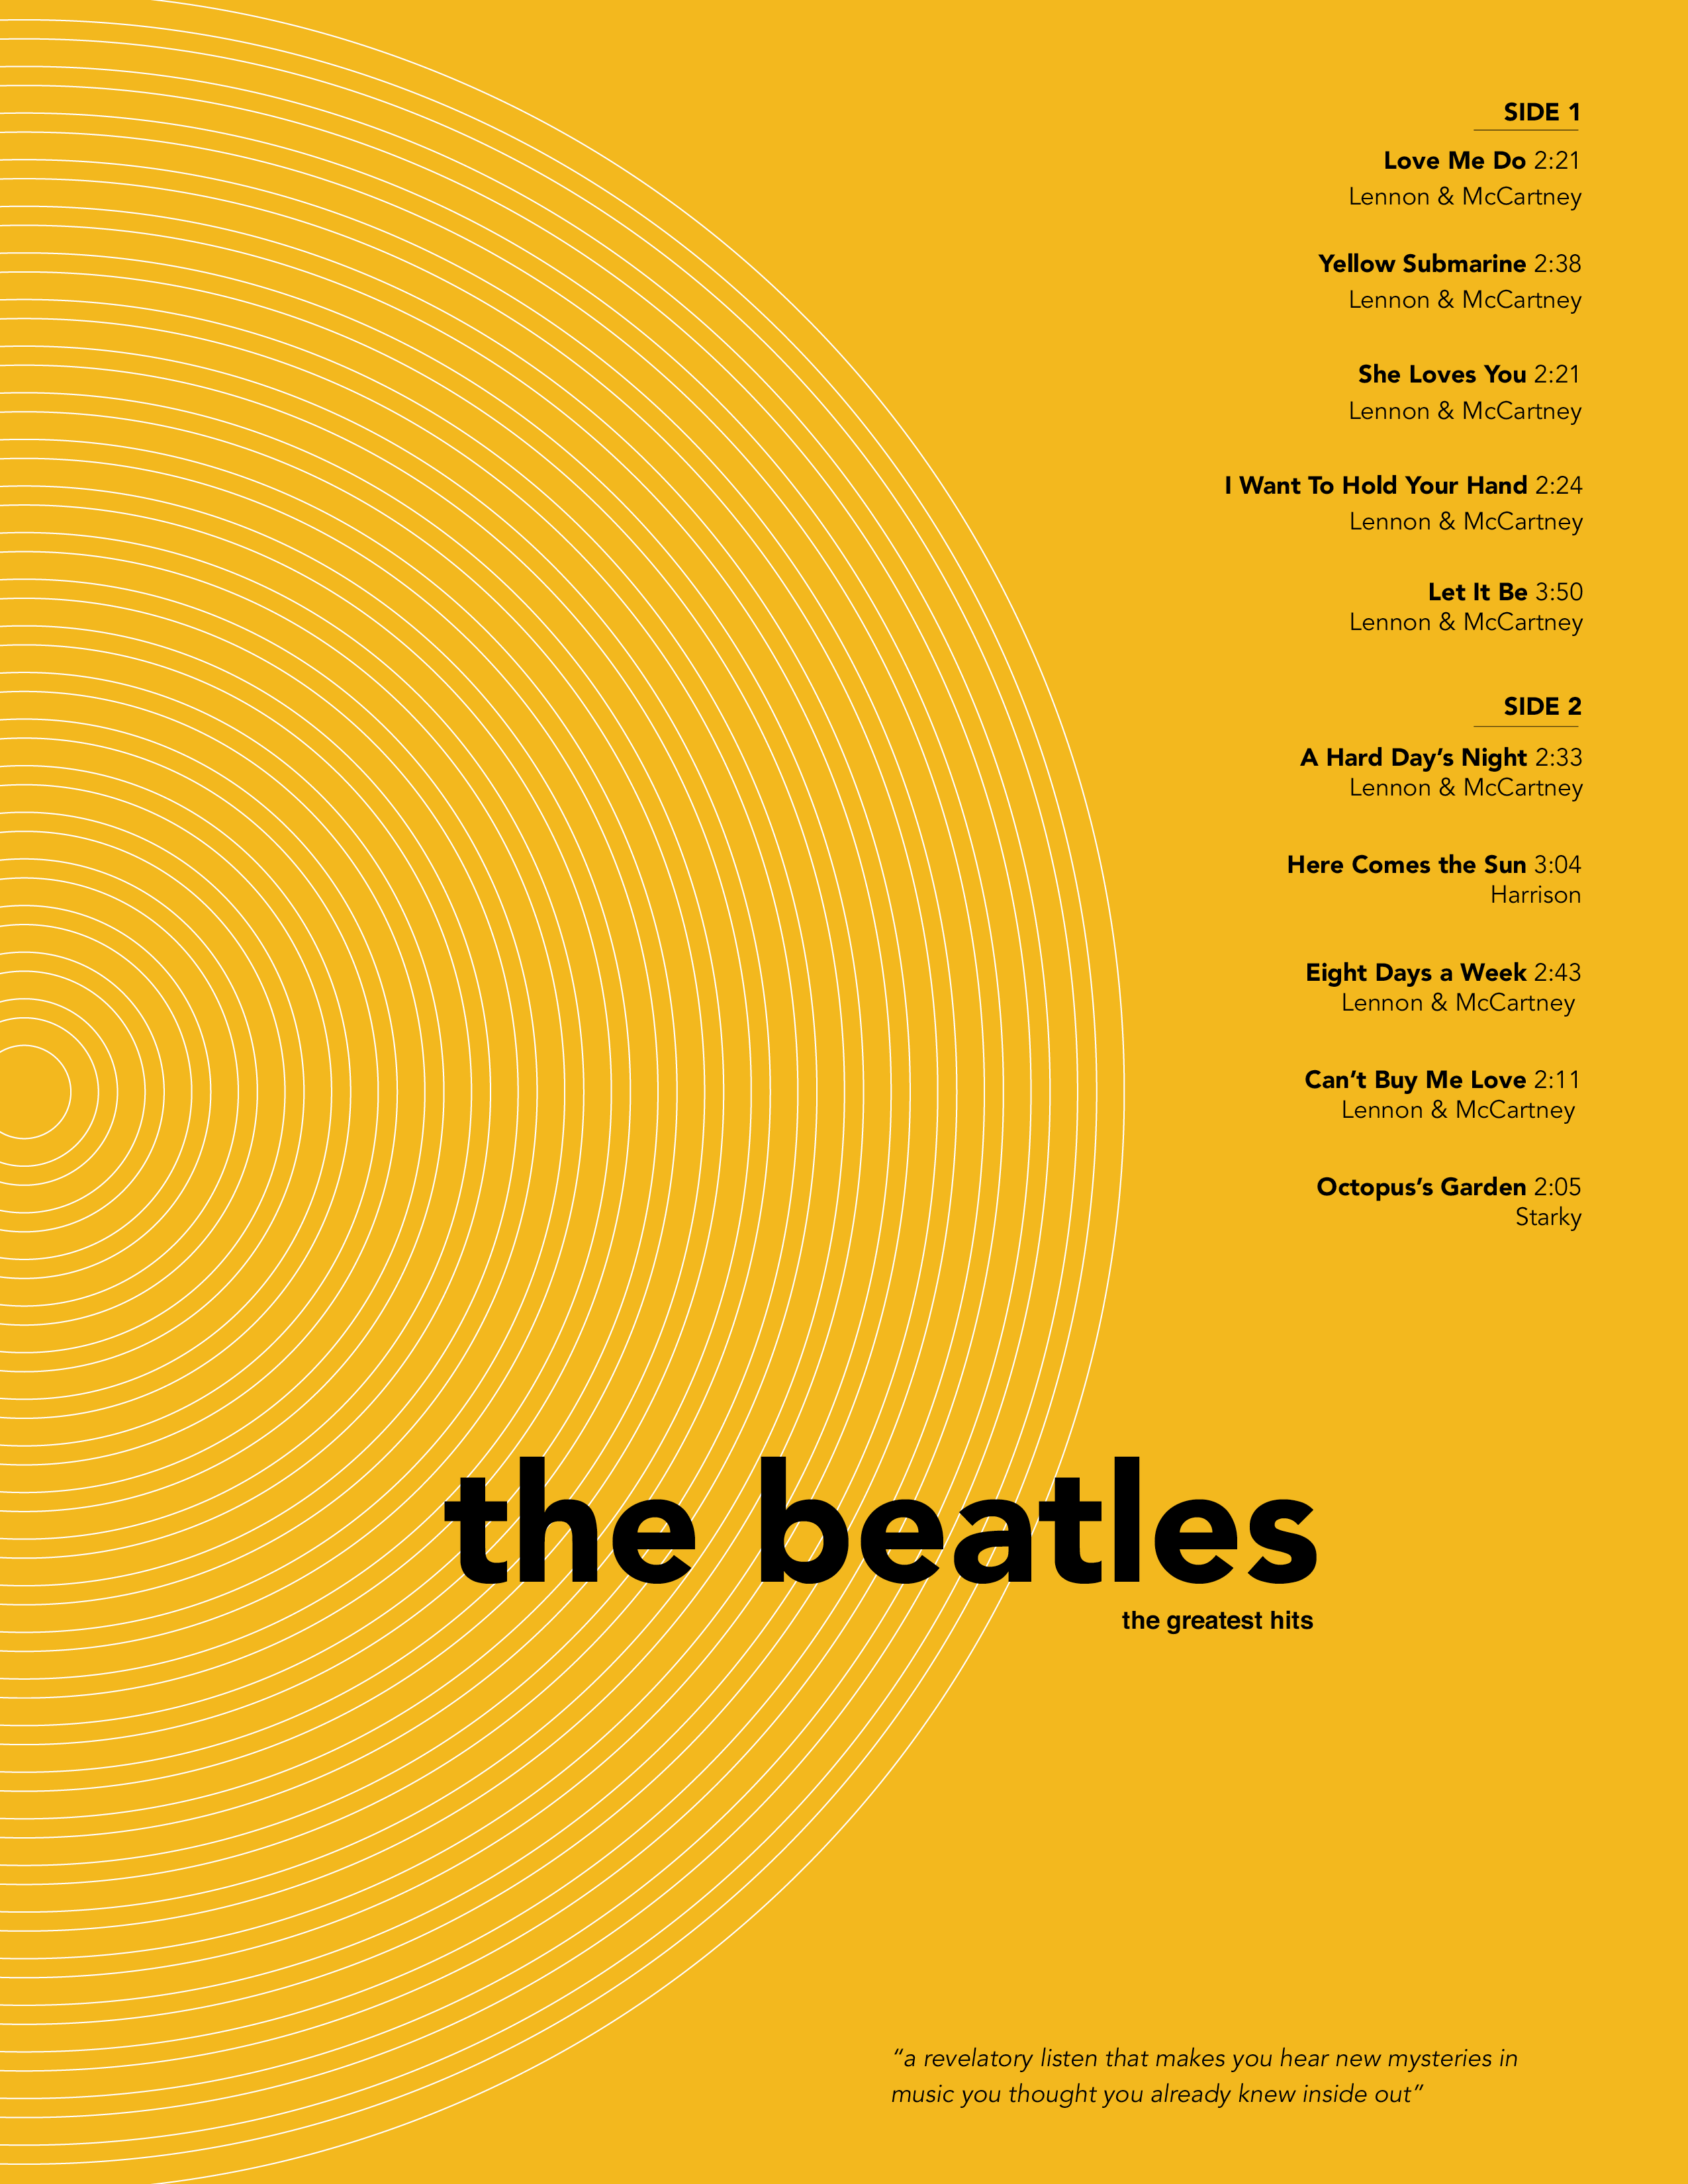 SIDE 1
Love Me Do 2:21
Lennon & McCartney
Yellow Submarine 2:38
Lennon & McCartney
She Loves You 2:21
Lennon & McCartney
I Want To Hold Your Hand 2:24
Lennon & McCartney
Let It Be 3:50
Lennon & McCartney
SIDE 2
A Hard Day’s Night 2:33
Lennon & McCartney
Here Comes the Sun 3:04
Harrison
Eight Days a Week 2:43
Lennon & McCartney
Can’t Buy Me Love 2:11
Lennon & McCartney
Octopus’s Garden 2:05
Starky
the beatles
the greatest hits
“a revelatory listen that makes you hear new mysteries in
music you thought you already knew inside out”